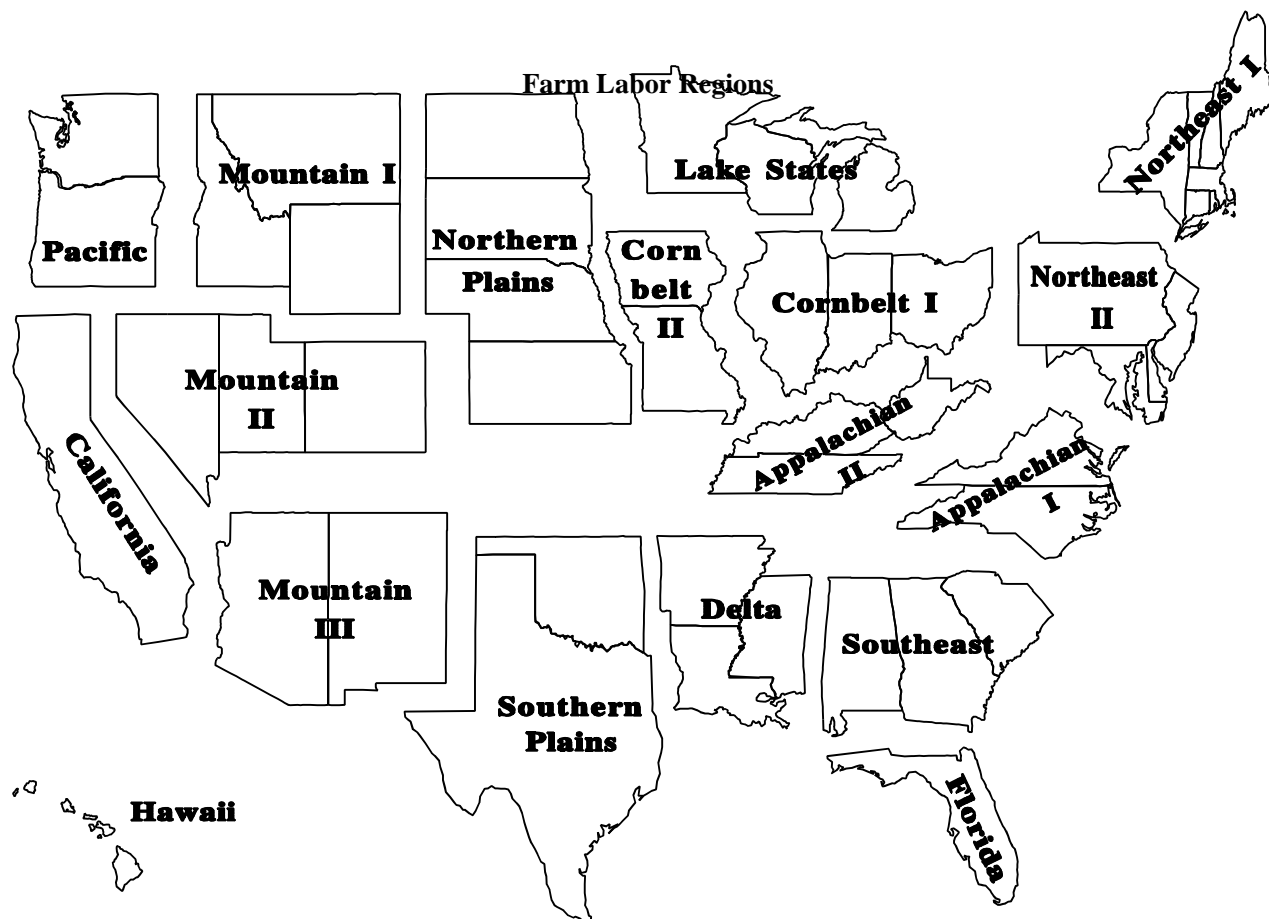 Farm Labor Regions
Northeast I
Mountain I
Lake States
Pacific
Northern
Plains
Corn
belt
II
Cornbelt I
Northeast
II
Mountain
II
California
Appalachian
II
Appalachian
I
Mountain
III
Delta
Southeast
Southern
Plains
Hawaii
Florida